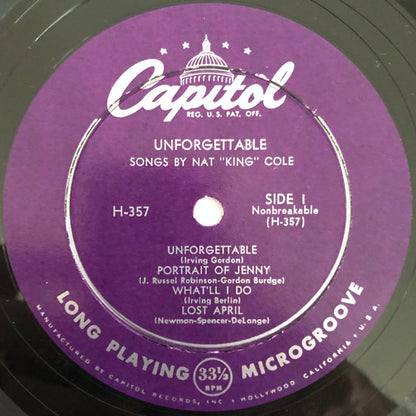 Capitol
REG. U.S. PAT. OFF.
UNFORGETTABLE
SONGS BY NAT "KING" COLE
H-357
SIDE 1
Nonbreakable
(H-357)
UNFORGETTABLE
(Irving Gordon)
PORTRAIT OF JENNY
(J. Russel Robinson-Gordon Burdge)
WHAT'LL I DO
(Irving Berlin)
LOST APRIL
(Newman-Spencer-DeLange)
LONG PLAYING 33⅓ RPM MICROGROOVE
MANUFACTURED BY CAPITOL RECORDS, INC • HOLLYWOOD CALIFORNIA • U.S.A.